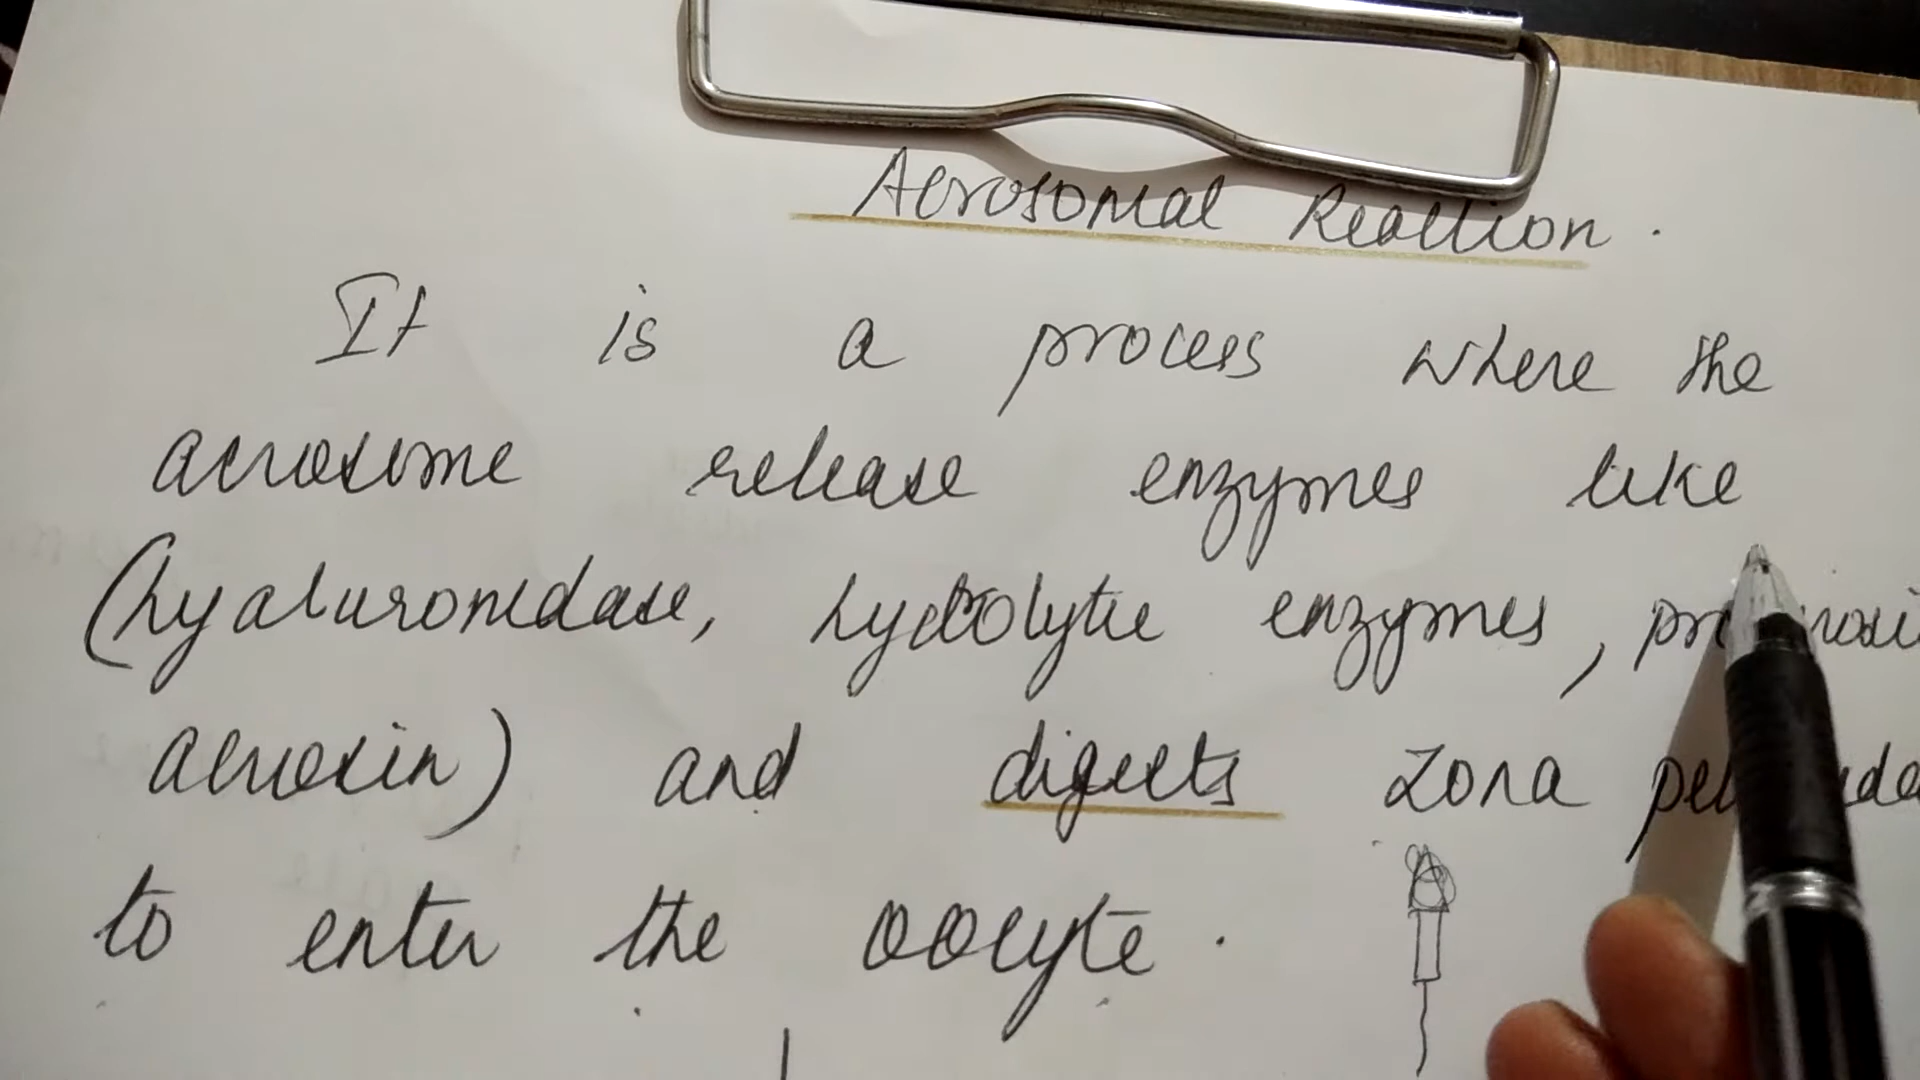 Acrosomal Reaction.
It is a process where the
acrosome release enzymes like
(hyaluronidase, hydrolytic enzymes,
acrosin) and digests zona
to enter the oocyte.